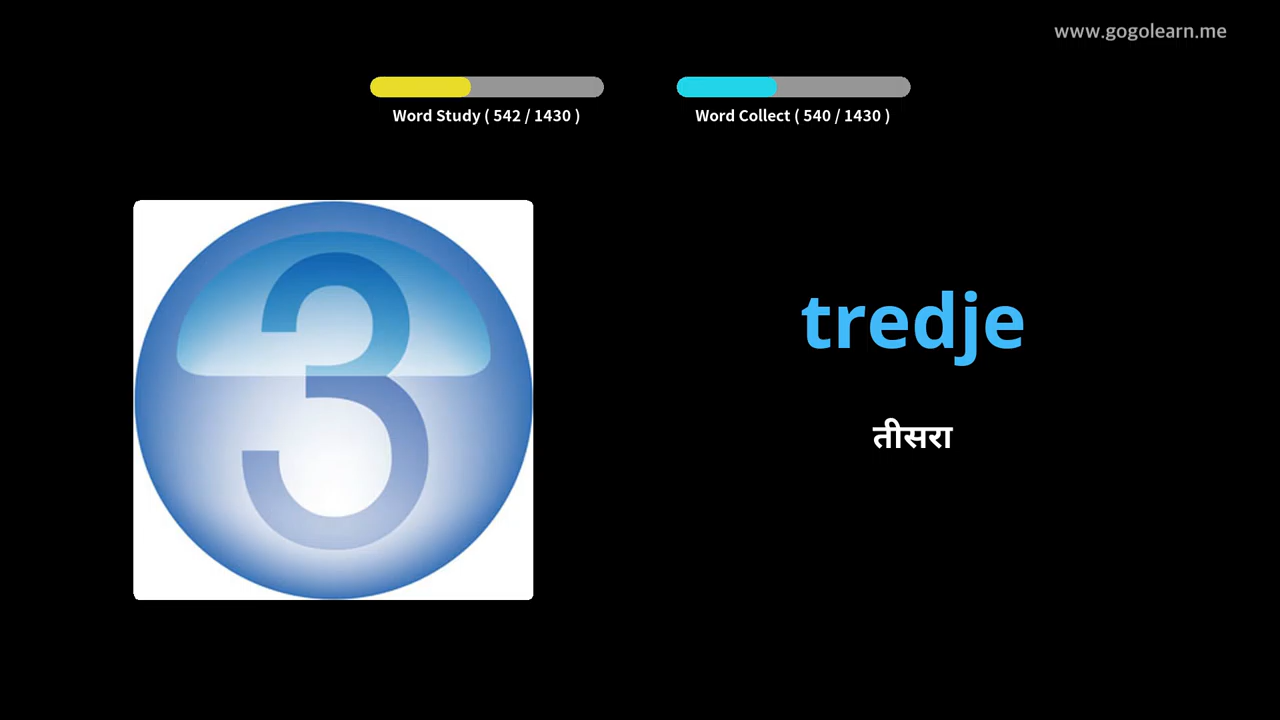 www.gogolearn.me
Word Study ( 542 / 1430 )
Word Collect ( 540 / 1430 )
3
tredje
तीसरा